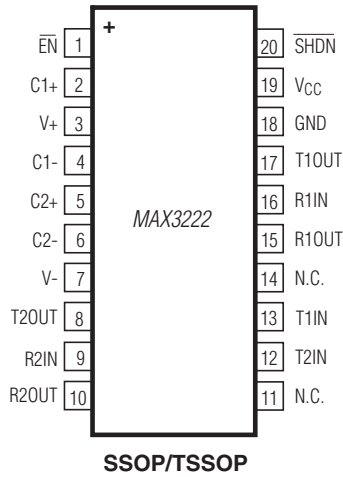 +
EN 1
C1+ 2
V+ 3
C1- 4
C2+ 5
C2- 6
V- 7
T2OUT 8
R2IN 9
R2OUT 10
MAX3222
20 SHDN
19 VCC
18 GND
17 T1OUT
16 R1IN
15 R1OUT
14 N.C.
13 T1IN
12 T2IN
11 N.C.
SSOP/TSSOP